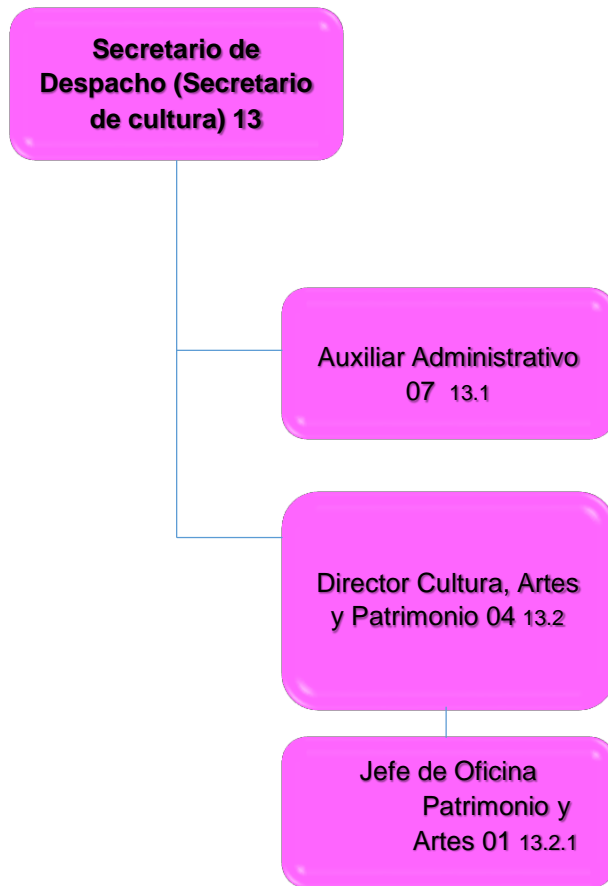 Secretario de
Despacho (Secretario
de cultura) 13
Auxiliar Administrativo
07 13.1
Director Cultura, Artes
y Patrimonio 04 13.2
Jefe de Oficina
Patrimonio y
Artes 01 13.2.1